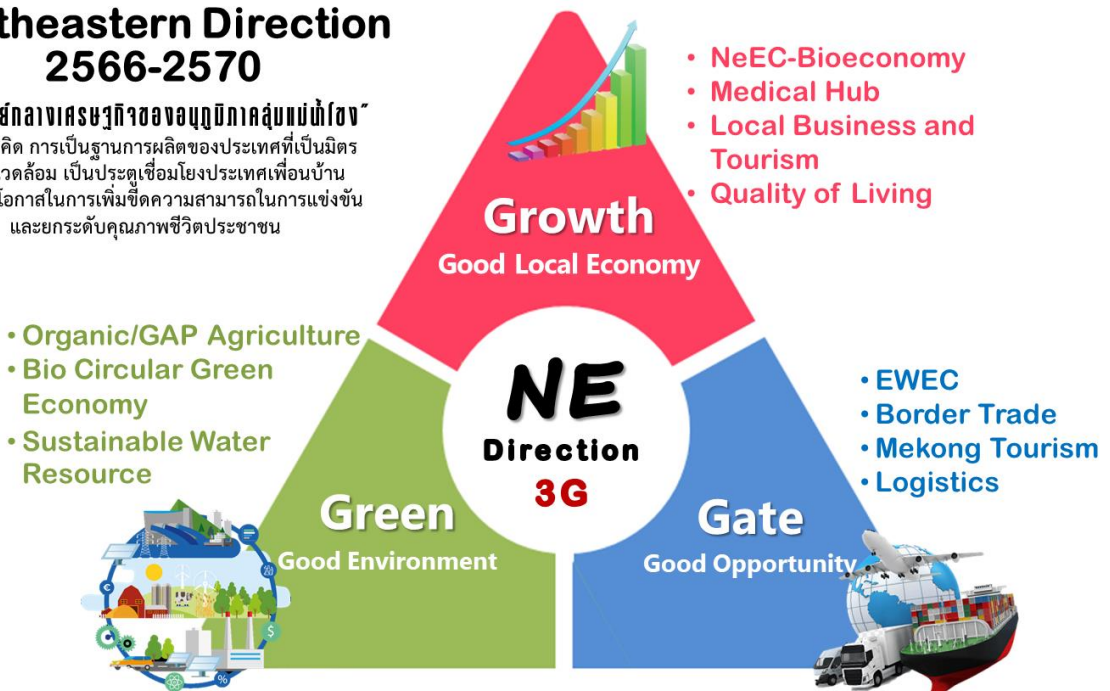 theastern Direction
2566-2570
ย์กลางเศรษฐกิจของอนุภูมิภาคลุ่มแม่น้ำโขง”
คิด การเป็นฐานการผลิตของประเทศที่เป็นมิตร
วดล้อม เป็นประตูเชื่อมโยงประเทศเพื่อนบ้าน
โอกาสในการเพิ่มขีดความสามารถในการแข่งขัน
และยกระดับคุณภาพชีวิตประชาชน
• NeEC-Bioeconomy
• Medical Hub
• Local Business and
Tourism
• Quality of Living
Growth
Good Local Economy
• Organic/GAP Agriculture
• Bio Circular Green
Economy
• Sustainable Water
Resource
NE
Direction
3G
• EWEC
• Border Trade
• Mekong Tourism
• Logistics
Green
Good Environment
Gate
Good Opportunity